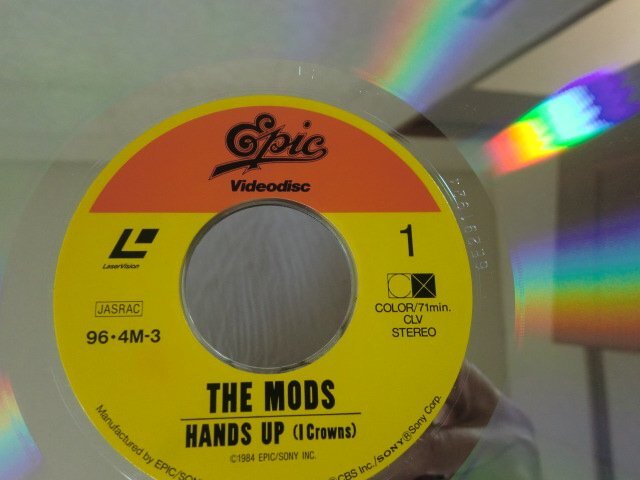 Epic
Videodisc
1
LaserVision
JASRAC
COLOR/71min.
96・4M-3
CLV
STEREO
THE MODS
HANDS UP (I Crowns)
©1984 EPIC/SONY INC.
Manufactured by EPIC/SONY
CBS Inc./SONY® Sony Corp.